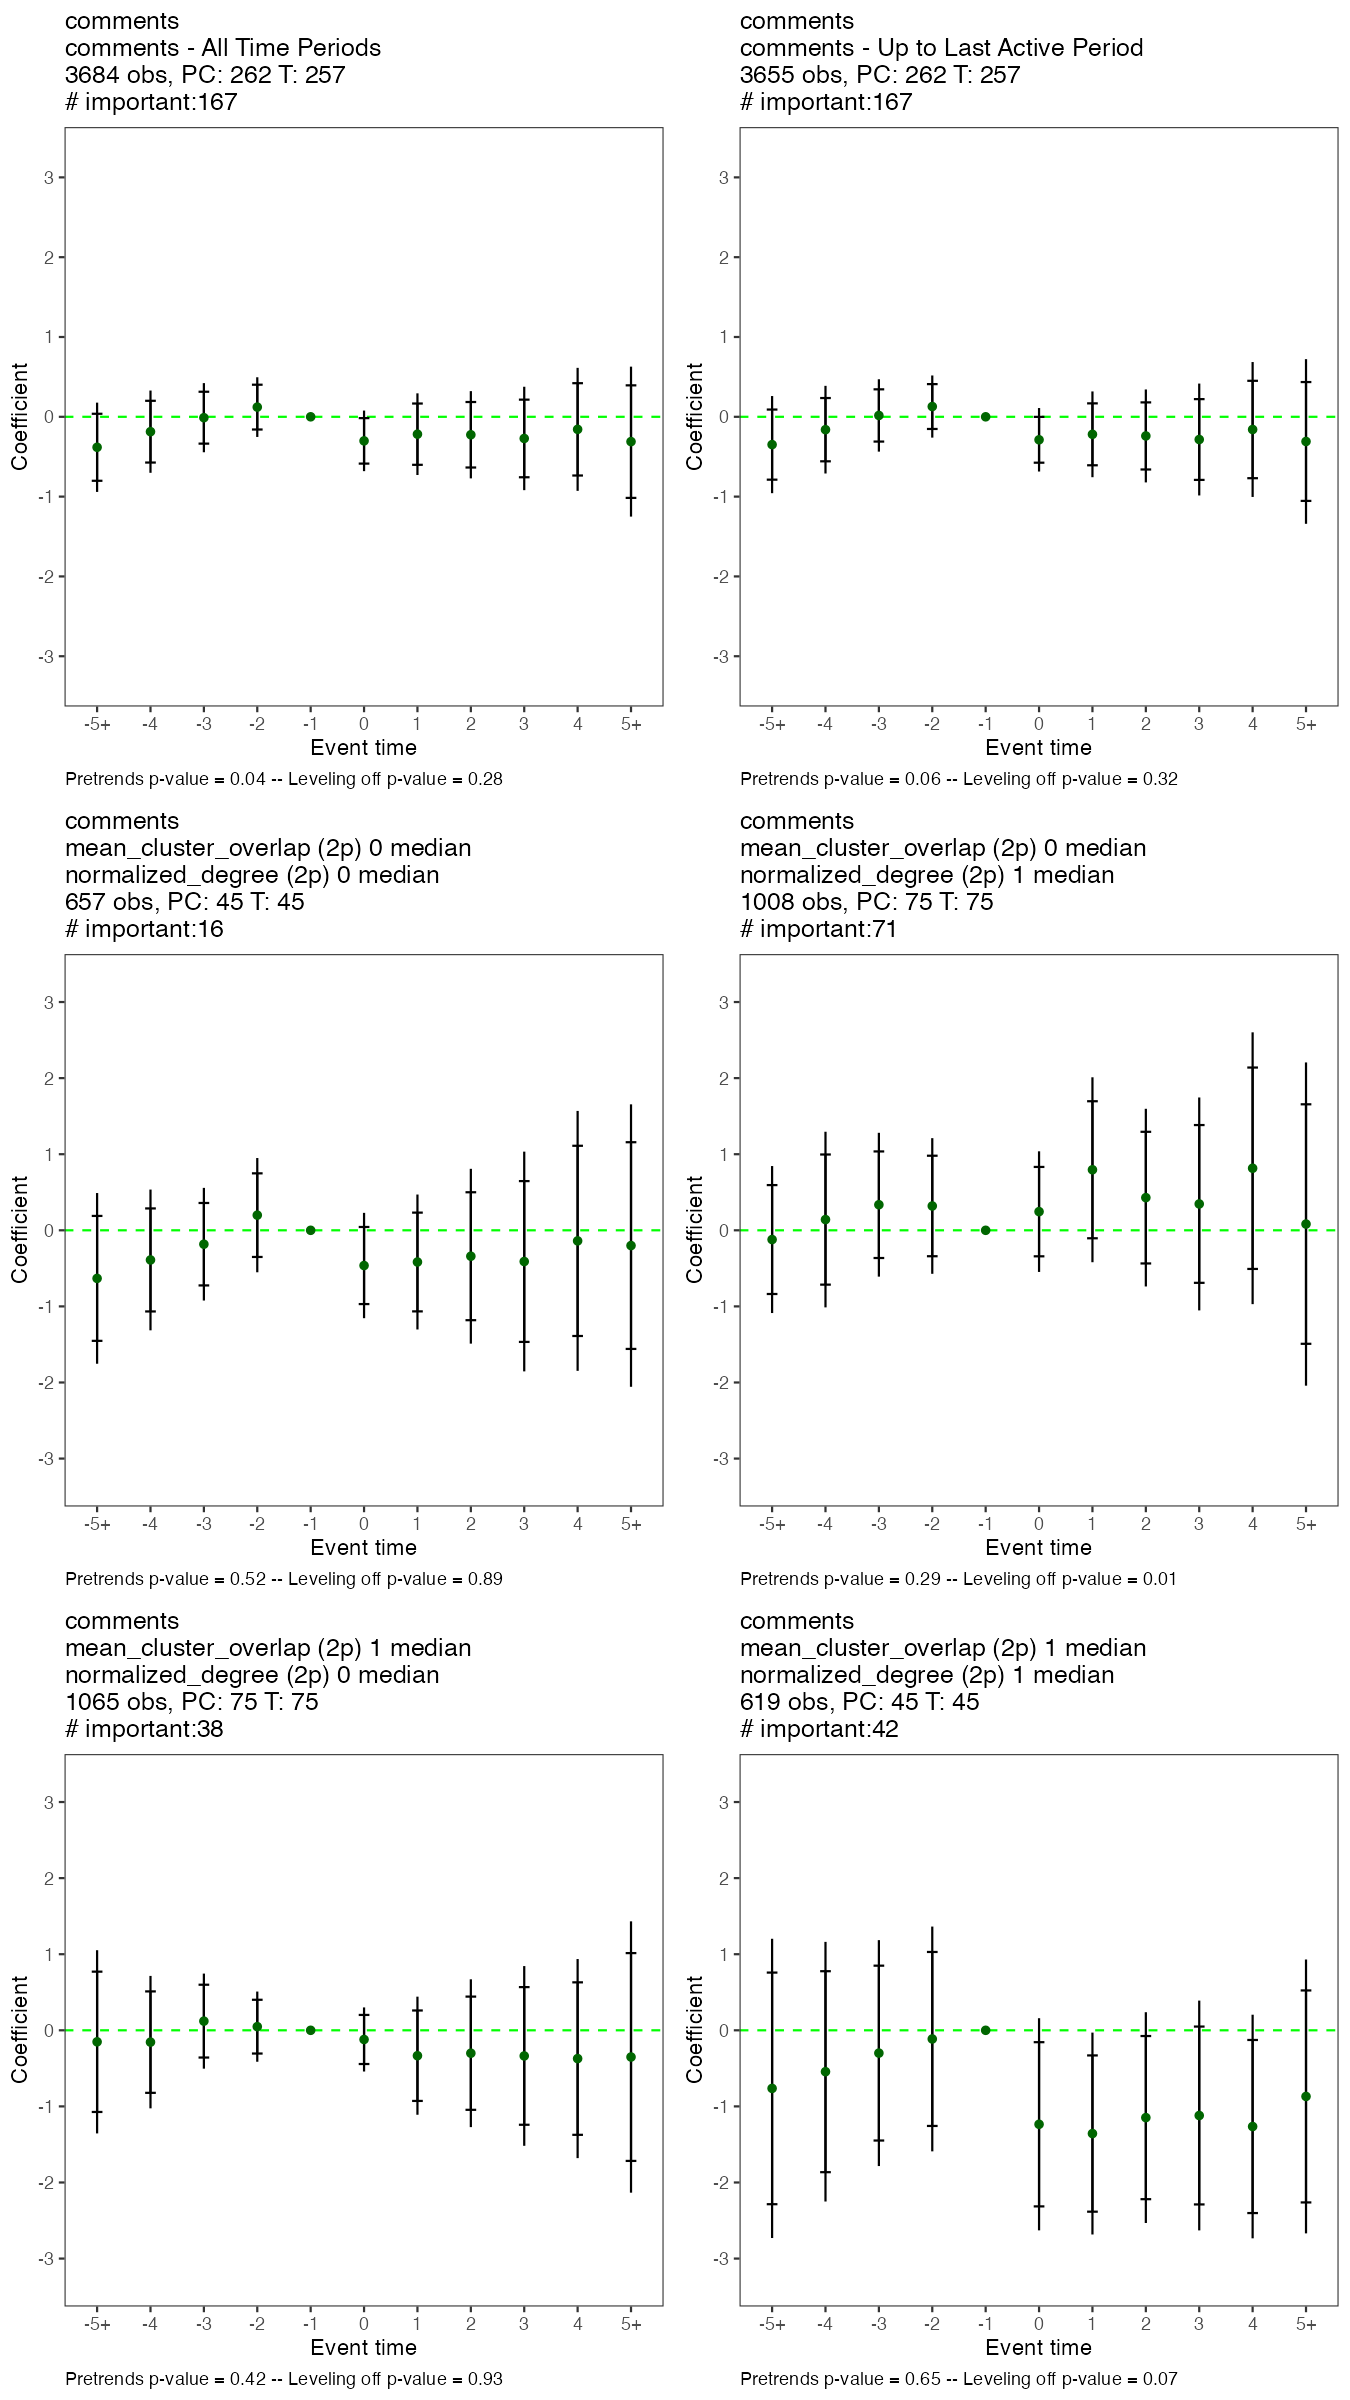 comments
comments - All Time Periods
3684 obs, PC: 262 T: 257
# important:167
3
2
1
0
-1
-2
-3
Coefficient
-5+ -4 -3 -2 -1 0 1 2 3 4 5+
Event time
Pretrends p-value = 0.04 -- Leveling off p-value = 0.28
comments
comments - Up to Last Active Period
3655 obs, PC: 262 T: 257
# important:167
3
2
1
0
-1
-2
-3
Coefficient
-5+ -4 -3 -2 -1 0 1 2 3 4 5+
Event time
Pretrends p-value = 0.06 -- Leveling off p-value = 0.32
comments
mean_cluster_overlap (2p) 0 median
normalized_degree (2p) 0 median
657 obs, PC: 45 T: 45
# important:16
3
2
1
0
-1
-2
-3
Coefficient
-5+ -4 -3 -2 -1 0 1 2 3 4 5+
Event time
Pretrends p-value = 0.52 -- Leveling off p-value = 0.89
comments
mean_cluster_overlap (2p) 0 median
normalized_degree (2p) 1 median
1008 obs, PC: 75 T: 75
# important:71
3
2
1
0
-1
-2
-3
Coefficient
-5+ -4 -3 -2 -1 0 1 2 3 4 5+
Event time
Pretrends p-value = 0.29 -- Leveling off p-value = 0.01
comments
mean_cluster_overlap (2p) 1 median
normalized_degree (2p) 0 median
1065 obs, PC: 75 T: 75
# important:38
3
2
1
0
-1
-2
-3
Coefficient
-5+ -4 -3 -2 -1 0 1 2 3 4 5+
Event time
Pretrends p-value = 0.42 -- Leveling off p-value = 0.93
comments
mean_cluster_overlap (2p) 1 median
normalized_degree (2p) 1 median
619 obs, PC: 45 T: 45
# important:42
3
2
1
0
-1
-2
-3
Coefficient
-5+ -4 -3 -2 -1 0 1 2 3 4 5+
Event time
Pretrends p-value = 0.65 -- Leveling off p-value = 0.07